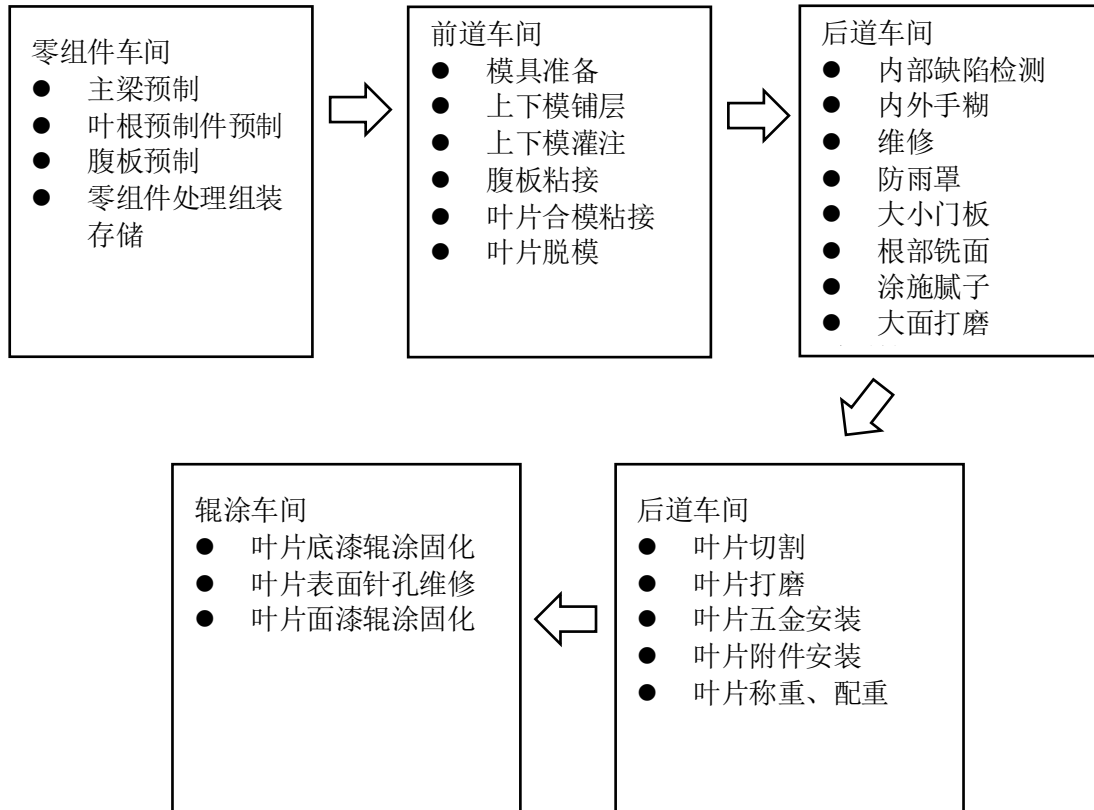 零组件车间
● 主梁预制
● 叶根预制件预制
● 腹板预制
● 零组件处理组装
存储
前道车间
● 模具准备
● 上下模铺层
● 上下模灌注
● 腹板粘接
● 叶片合模粘接
● 叶片脱模
后道车间
● 内部缺陷检测
● 内外手糊
● 维修
● 防雨罩
● 大小门板
● 根部铣面
● 涂施腻子
● 大面打磨
辊涂车间
● 叶片底漆辊涂固化
● 叶片表面针孔维修
● 叶片面漆辊涂固化
后道车间
● 叶片切割
● 叶片打磨
● 叶片五金安装
● 叶片附件安装
● 叶片称重、配重